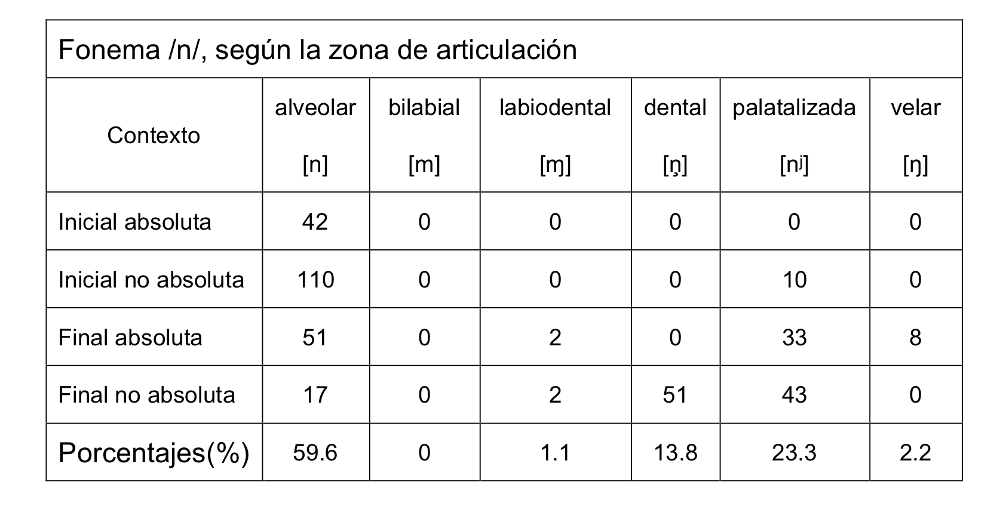 Fonema /n/, según la zona de articulación
Contexto alveolar bilabial labiodental dental palatalizada velar
[n] [m] [ɱ] [n̪] [nʲ] [ŋ]
Inicial absoluta 42 0 0 0 0 0
Inicial no absoluta 110 0 0 0 10 0
Final absoluta 51 0 2 0 33 8
Final no absoluta 17 0 2 51 43 0
Porcentajes(%) 59.6 0 1.1 13.8 23.3 2.2